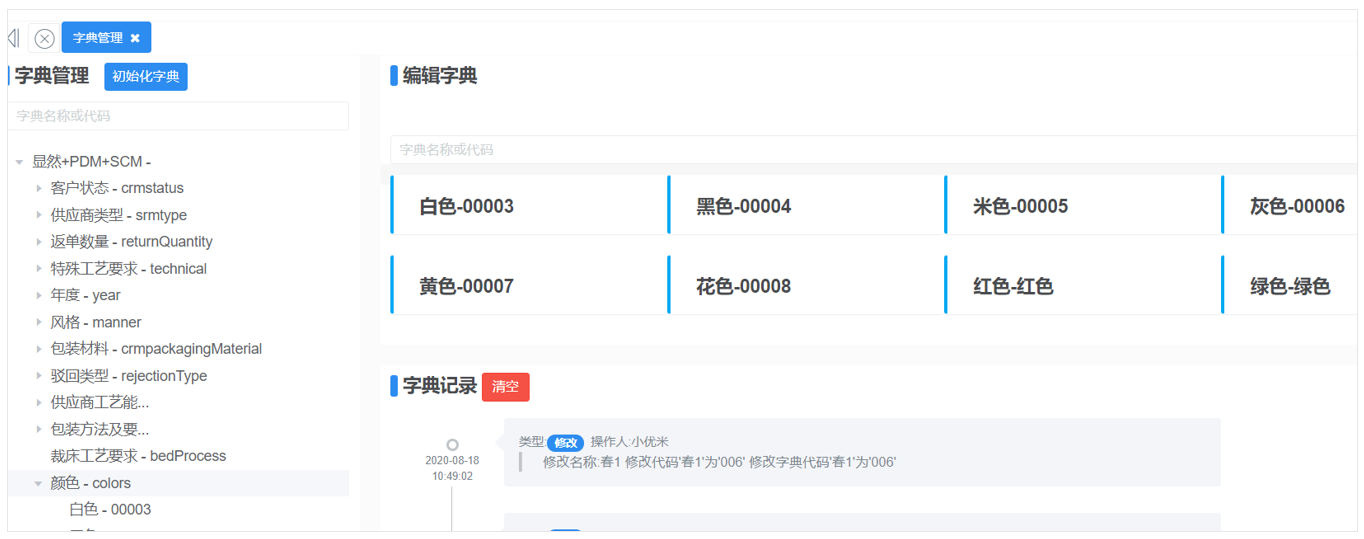 字典管理
字典管理 初始化字典
字典名称或代码
显然+PDM+SCM -
客户状态 - crmstatus
供应商类型 - srmtype
返单数量 - returnQuantity
特殊工艺要求 - technical
年度 - year
风格 - manner
包装材料 - crmpackagingMaterial
驳回类型 - rejectionType
供应商工艺能...
包装方法及要...
裁床工艺要求 - bedProcess
颜色 - colors
白色 - 00003
编辑字典
字典名称或代码
白色-00003 黑色-00004 米色-00005 灰色-00006
黄色-00007 花色-00008 红色-红色 绿色-绿色
字典记录 清空
2020-08-18
10:49:02
类型:修改 操作人:小优米
修改名称:春1 修改代码'春1'为'006' 修改字典代码'春1'为'006'